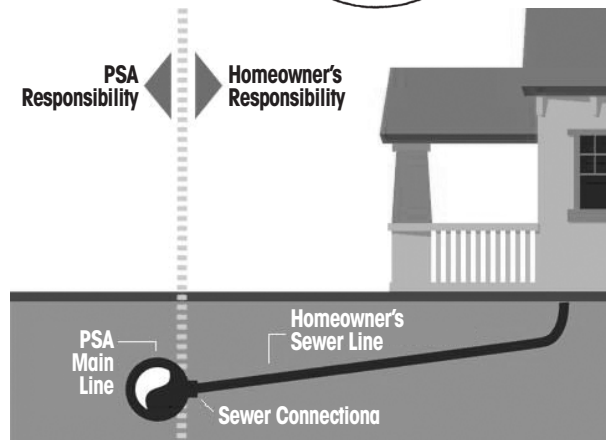 PSA
Responsibility
Homeowner's
Responsibility
PSA
Main
Line
Homeowner's
Sewer Line
Sewer Connectiona